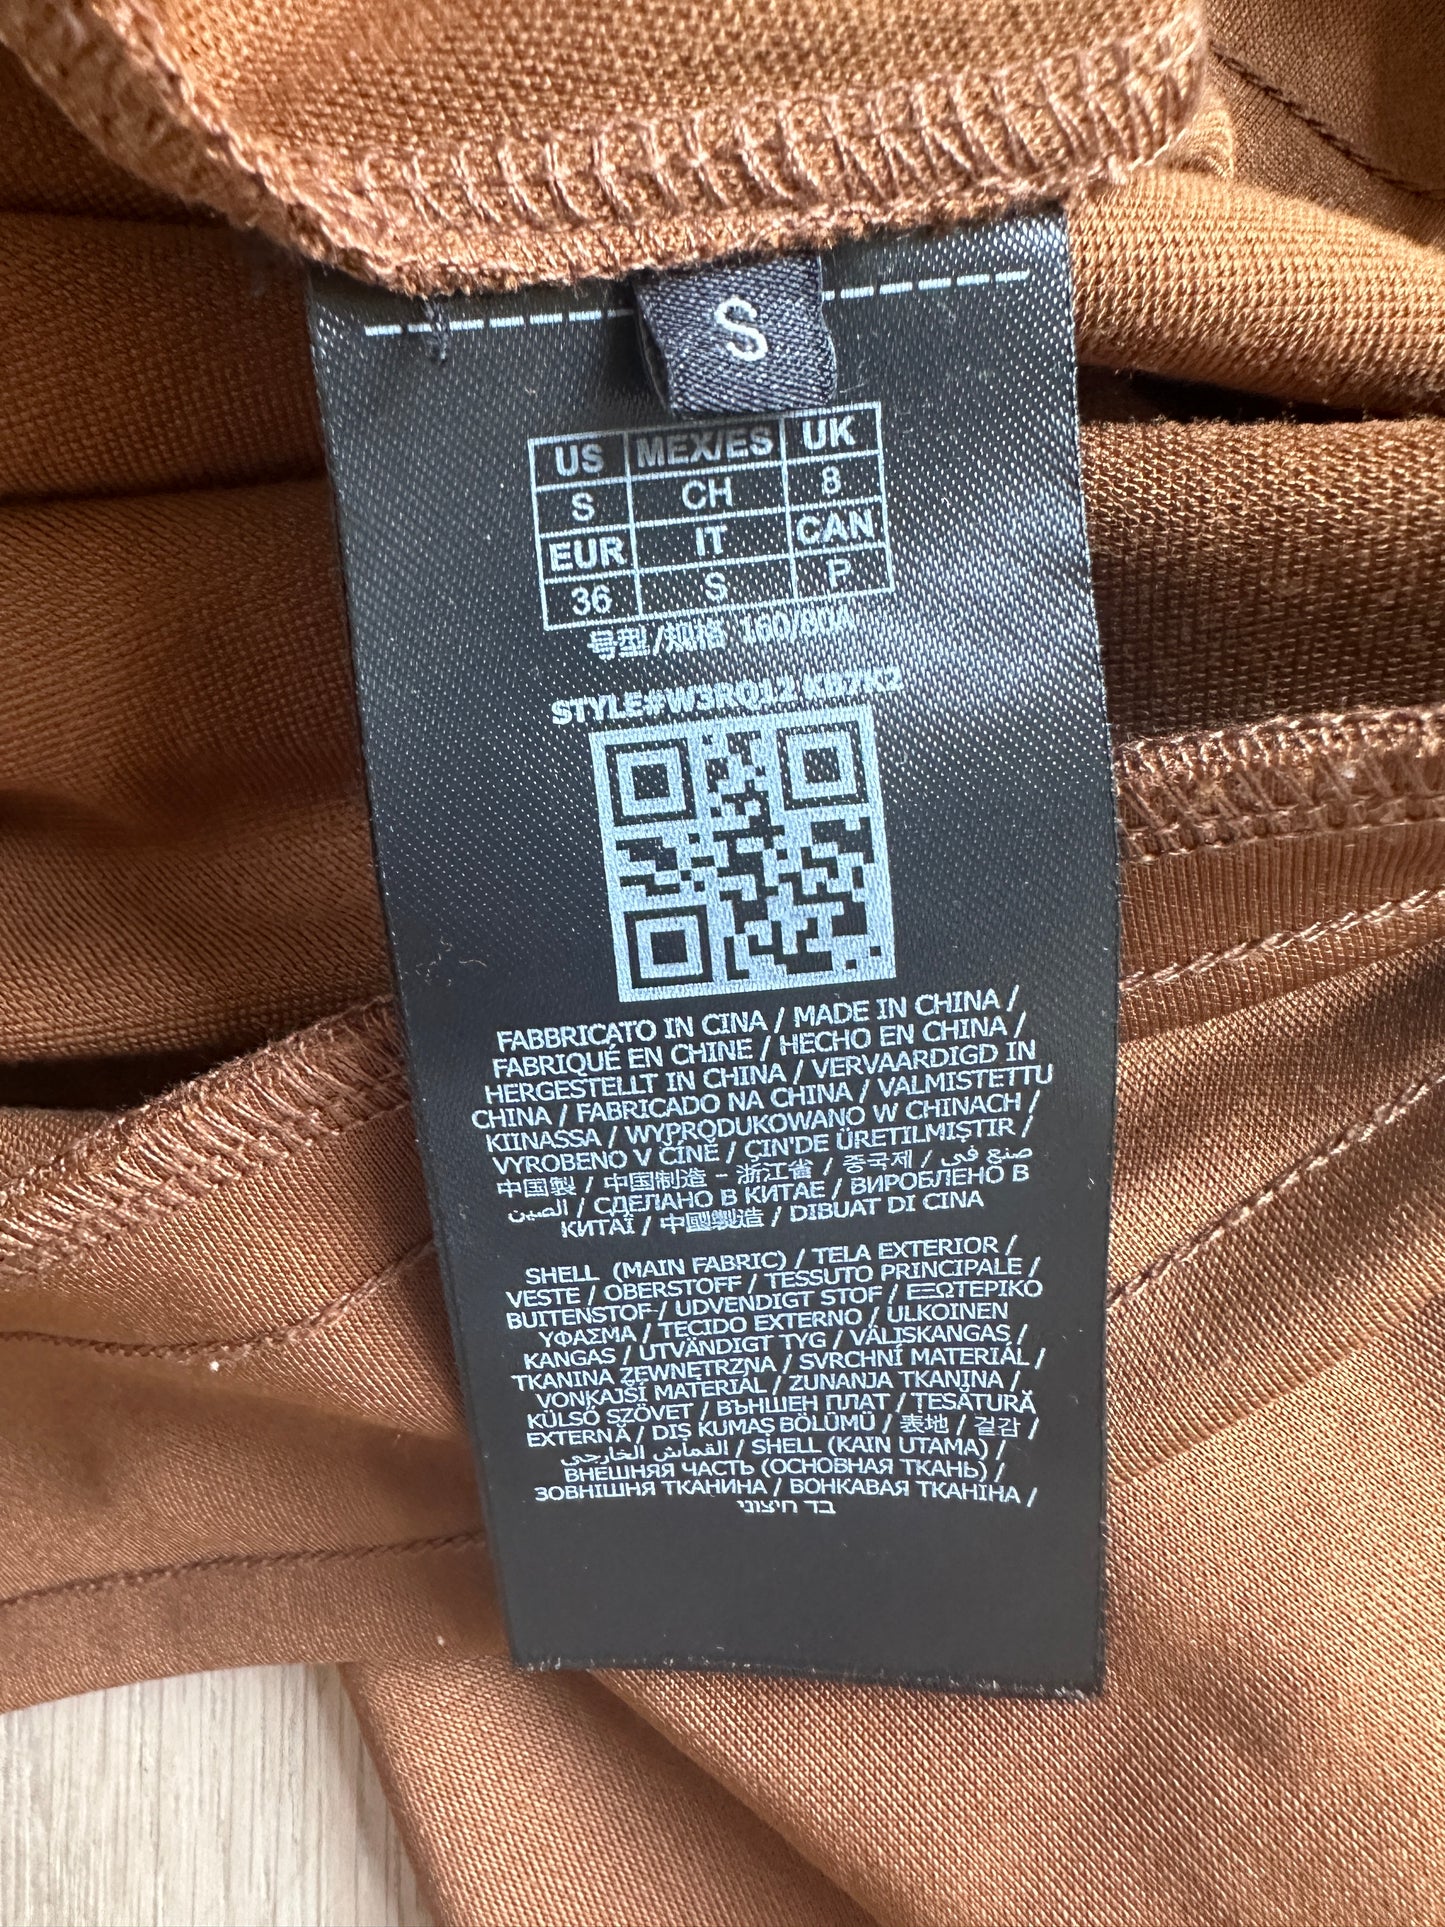 S
US MEX/ES UK
S CH 8
EUR IT CAN
36 S P
号型/规格 160/80A
STYLE#W3RQ12 K07K2
FABBRICATO IN CINA / MADE IN CHINA /
FABRIQUÉ EN CHINE / HECHO EN CHINA /
HERGESTELLT IN CHINA / VERVAARDIGD IN
CHINA / FABRICADO NA CHINA / VALMISTETTU
KIINASSA / WYPRODUKOWANO W CHINACH /
VYROBENO V ČÍNĚ / ÇIN'DE ÜRETILMIŞTIR /
中国製 / 中国制造 - 浙江省 / 중국제 / صنع في
الصين / СДЕЛАНО В КИТАЕ / ВИРОБЛЕНО В
КИТАЇ / 中國製造 / DIBUAT DI CINA
SHELL (MAIN FABRIC) / TELA EXTERIOR /
VESTE / OBERSTOFF / TESSUTO PRINCIPALE /
BUITENSTOF / UDVENDIGT STOF / ΕΞΩΤΕΡΙΚΟ
ΥΦΑΣΜΑ / TECIDO EXTERNO / ULKOINEN
KANGAS / UTVÄNDIGT TYG / VÄLISKANGAS /
TKANINA ZEWNĘTRZNA / SVRCHNÍ MATERIÁL /
VONKAJŠÍ MATERIÁL / ZUNANJA TKANINA /
KÜLSŐ SZÖVET / ВЪНШЕН ПЛАТ / ȚESĂTURĂ
EXTERNĂ / DIŞ KUMAŞ BÖLÜMÜ / 表地 / 겉감 /
القماش الخارجي / SHELL (KAIN UTAMA) /
ВНЕШНЯЯ ЧАСТЬ (ОСНОВНАЯ ТКАНЬ) /
ЗОВНІШНЯ ТКАНИНА / ВОНКАВАЯ ТКАНІНА /
בד חיצוני